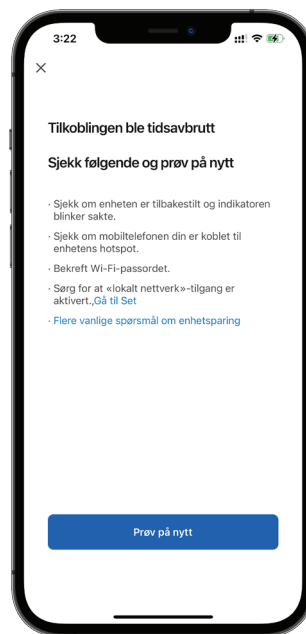 3:22
Tilkoblingen ble tidsavbrutt
Sjekk følgende og prøv på nytt
· Sjekk om enheten er tilbakestilt og indikatoren
blinker sakte.
· Sjekk om mobiltelefonen din er koblet til
enhetens hotspot.
· Bekreft Wi-Fi-passordet.
· Sørg for at «lokalt nettverk»-tilgang er
aktivert.,Gå til Set
· Flere vanlige spørsmål om enhetsparing
Prøv på nytt